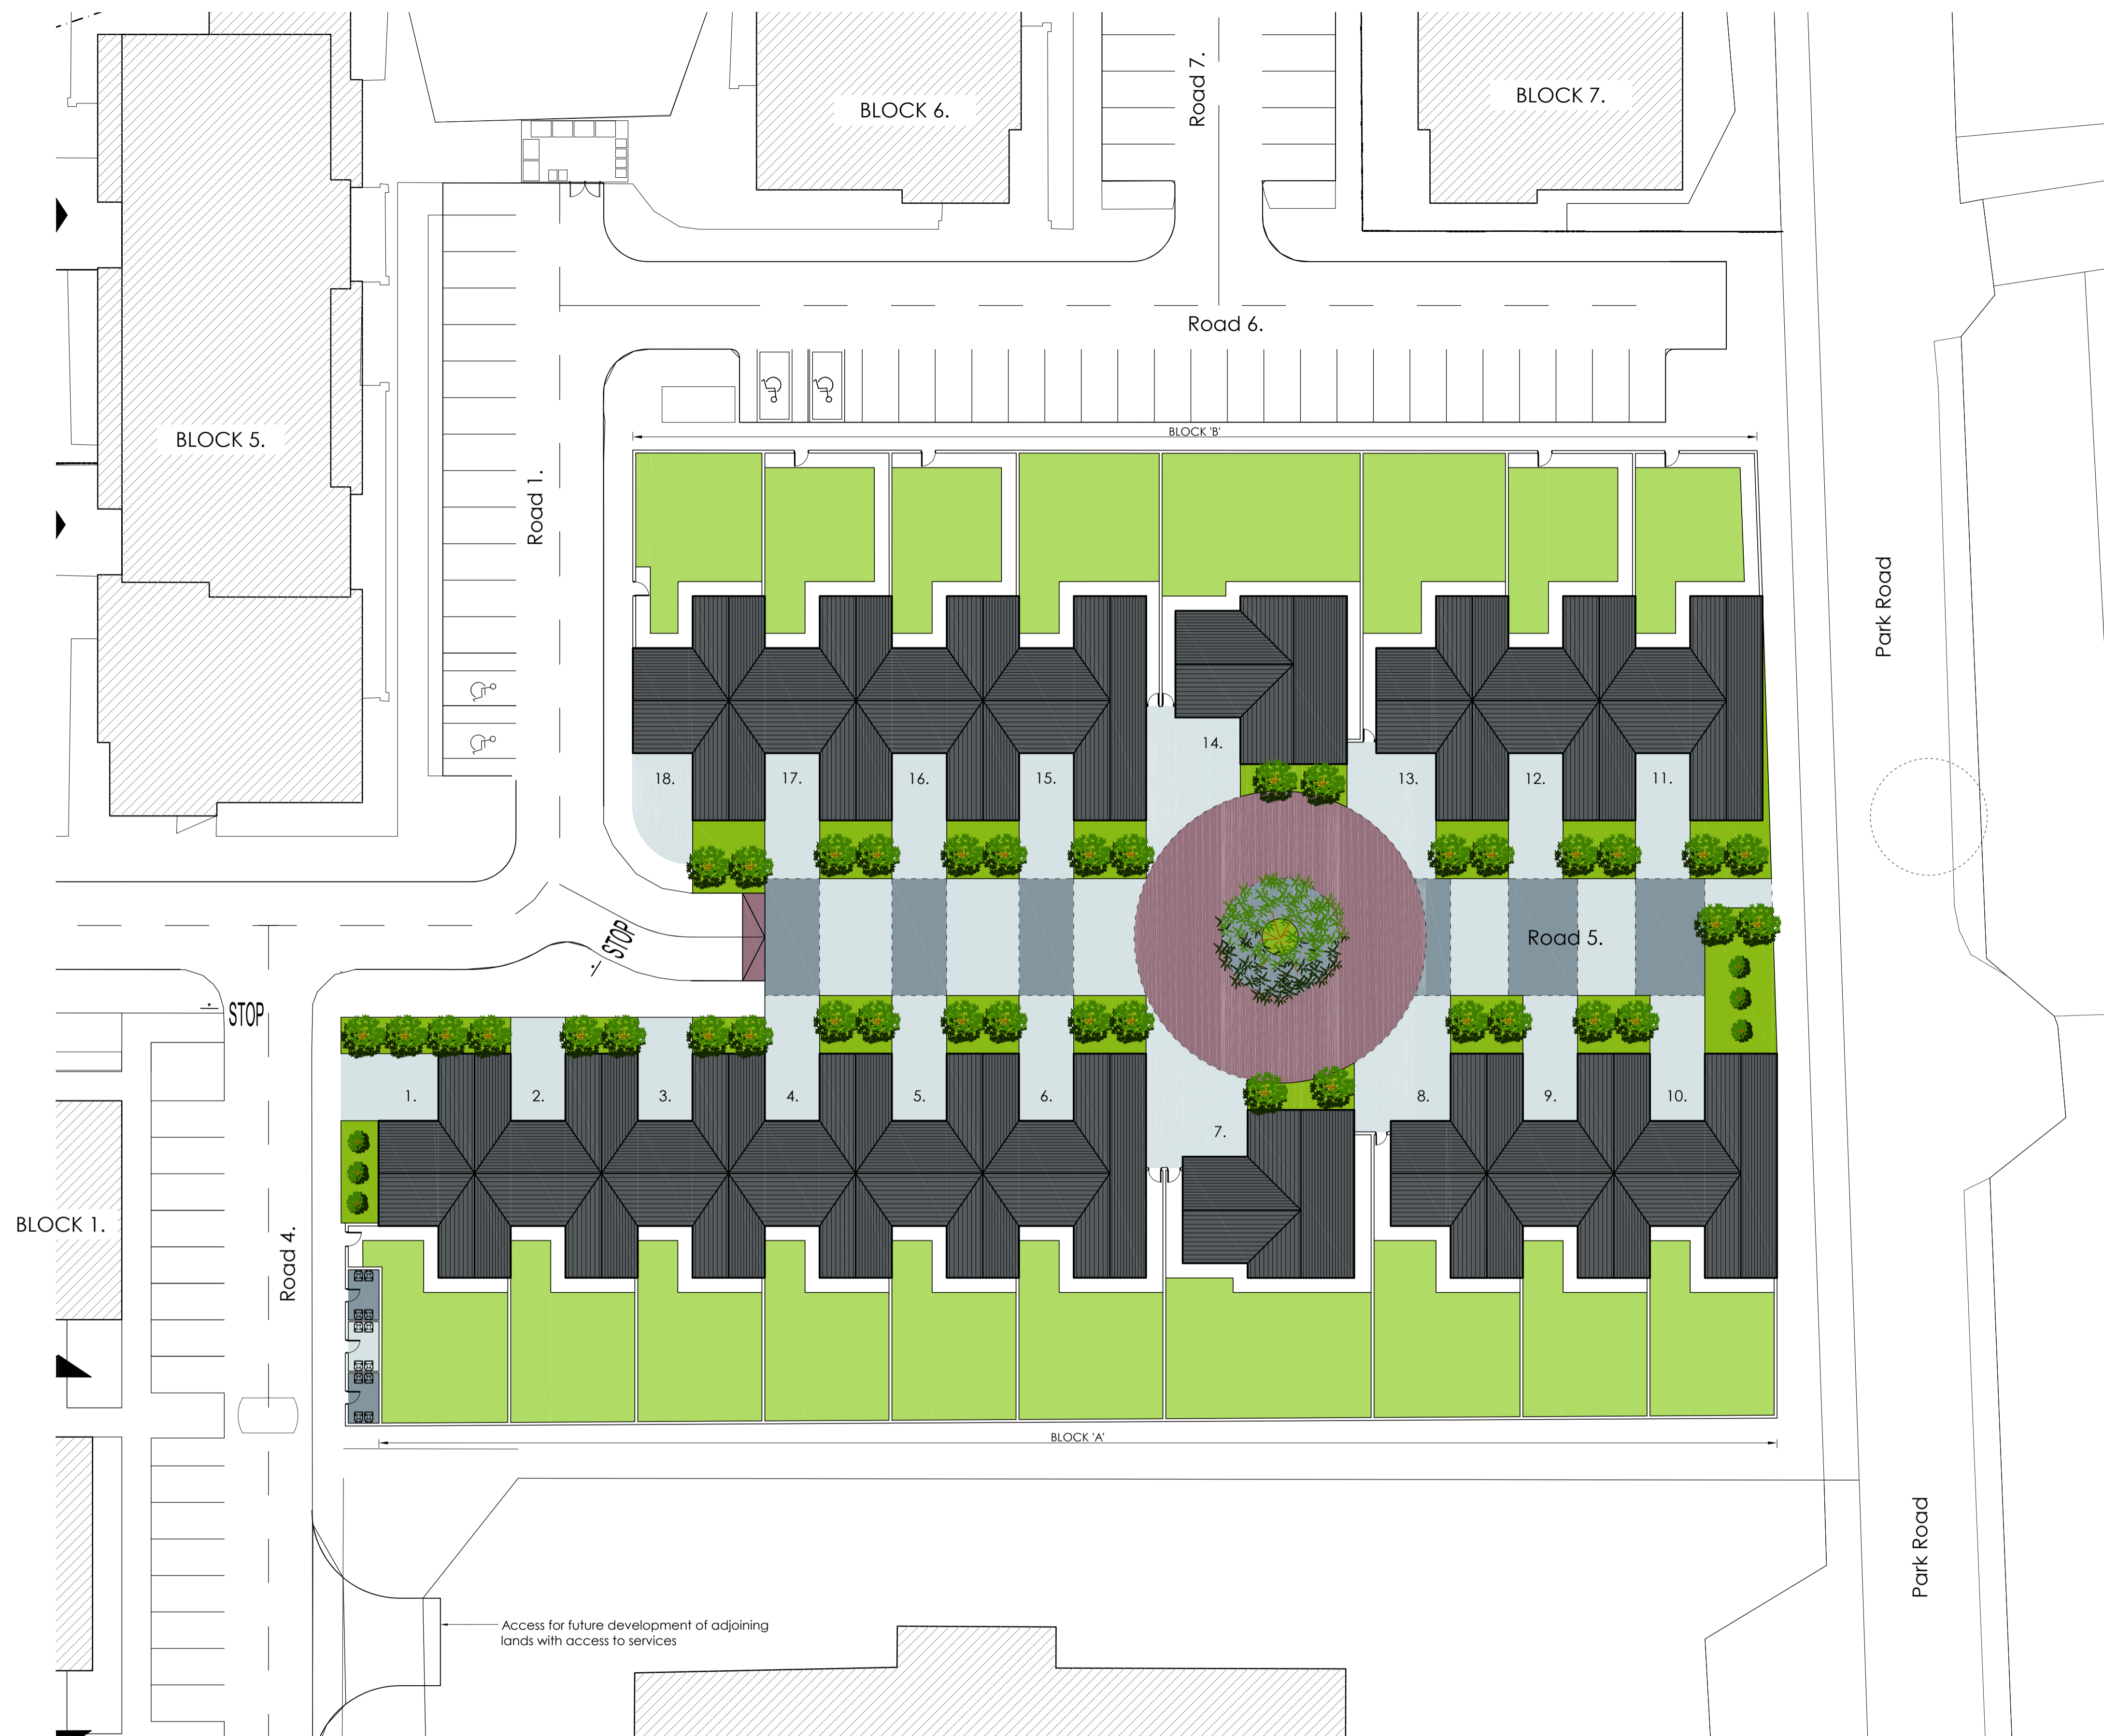 BLOCK 6.
Road 7.
BLOCK 7.
Road 6.
BLOCK 5.
BLOCK 'B'
Road 1.
Park Road
14.
18.
17.
16.
15.
13.
12.
11.
STOP
Road 5.
STOP
1.
2.
3.
4.
5.
6.
8.
9.
10.
7.
BLOCK 1.
Road 4.
BLOCK 'A'
Park Road
Access for future development of adjoining
lands with access to services